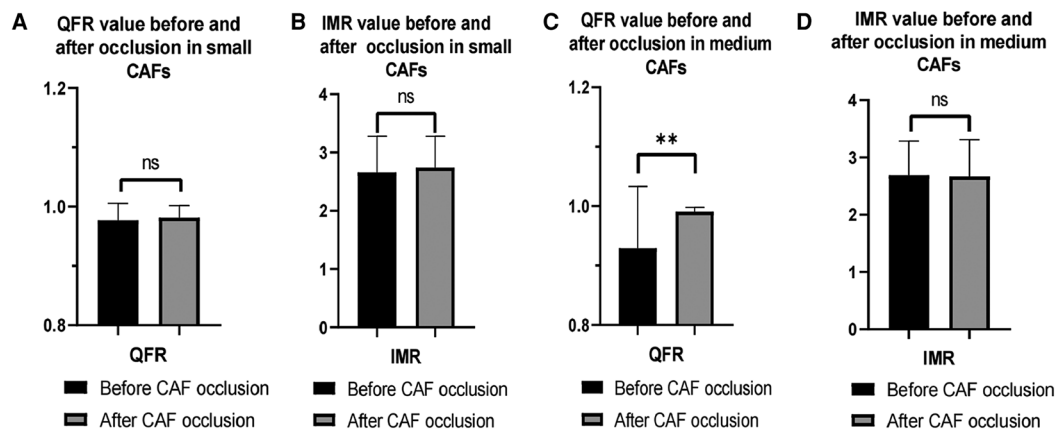 A
QFR value before and
after occlusion in small
CAFs
1.2
1.0
0.8
ns
QFR
Before CAF occlusion
After CAF occlusion
B
IMR value before and
after occlusion in small
CAFs
4
3
2
1
0
ns
IMR
Before CAF occlusion
After CAF occlusion
C
QFR value before and
after occlusion in medium
CAFs
1.2
1.0
0.8
**
QFR
Before CAF occlusion
After CAF occlusion
D
IMR value before and
after occlusion in medium
CAFs
4
3
2
1
0
ns
IMR
Before CAF occlusion
After CAF occlusion